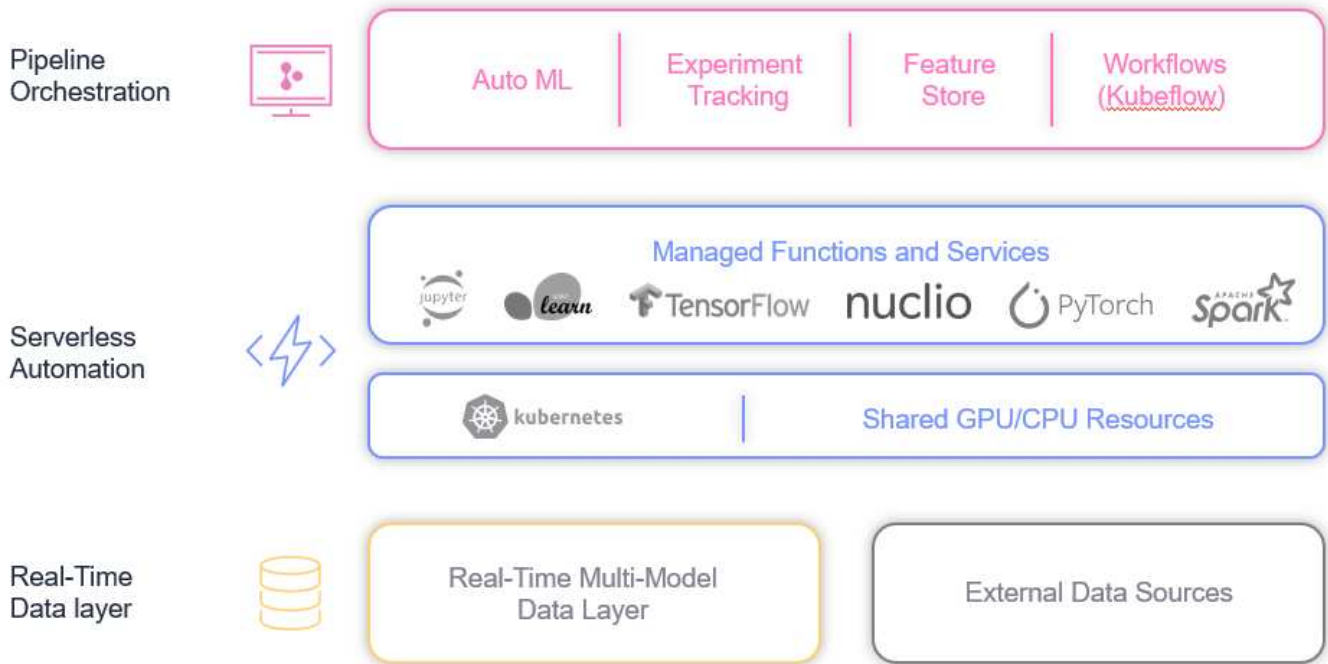 Pipeline
Orchestration
Auto ML
Experiment
Tracking
Feature
Store
Workflows
(Kubeflow)
Serverless
Automation
Managed Functions and Services
jupyter
learn
TensorFlow
nuclio
PyTorch
APACHE
Spark
kubernetes
Shared GPU/CPU Resources
Real-Time
Data layer
Real-Time Multi-Model
Data Layer
External Data Sources